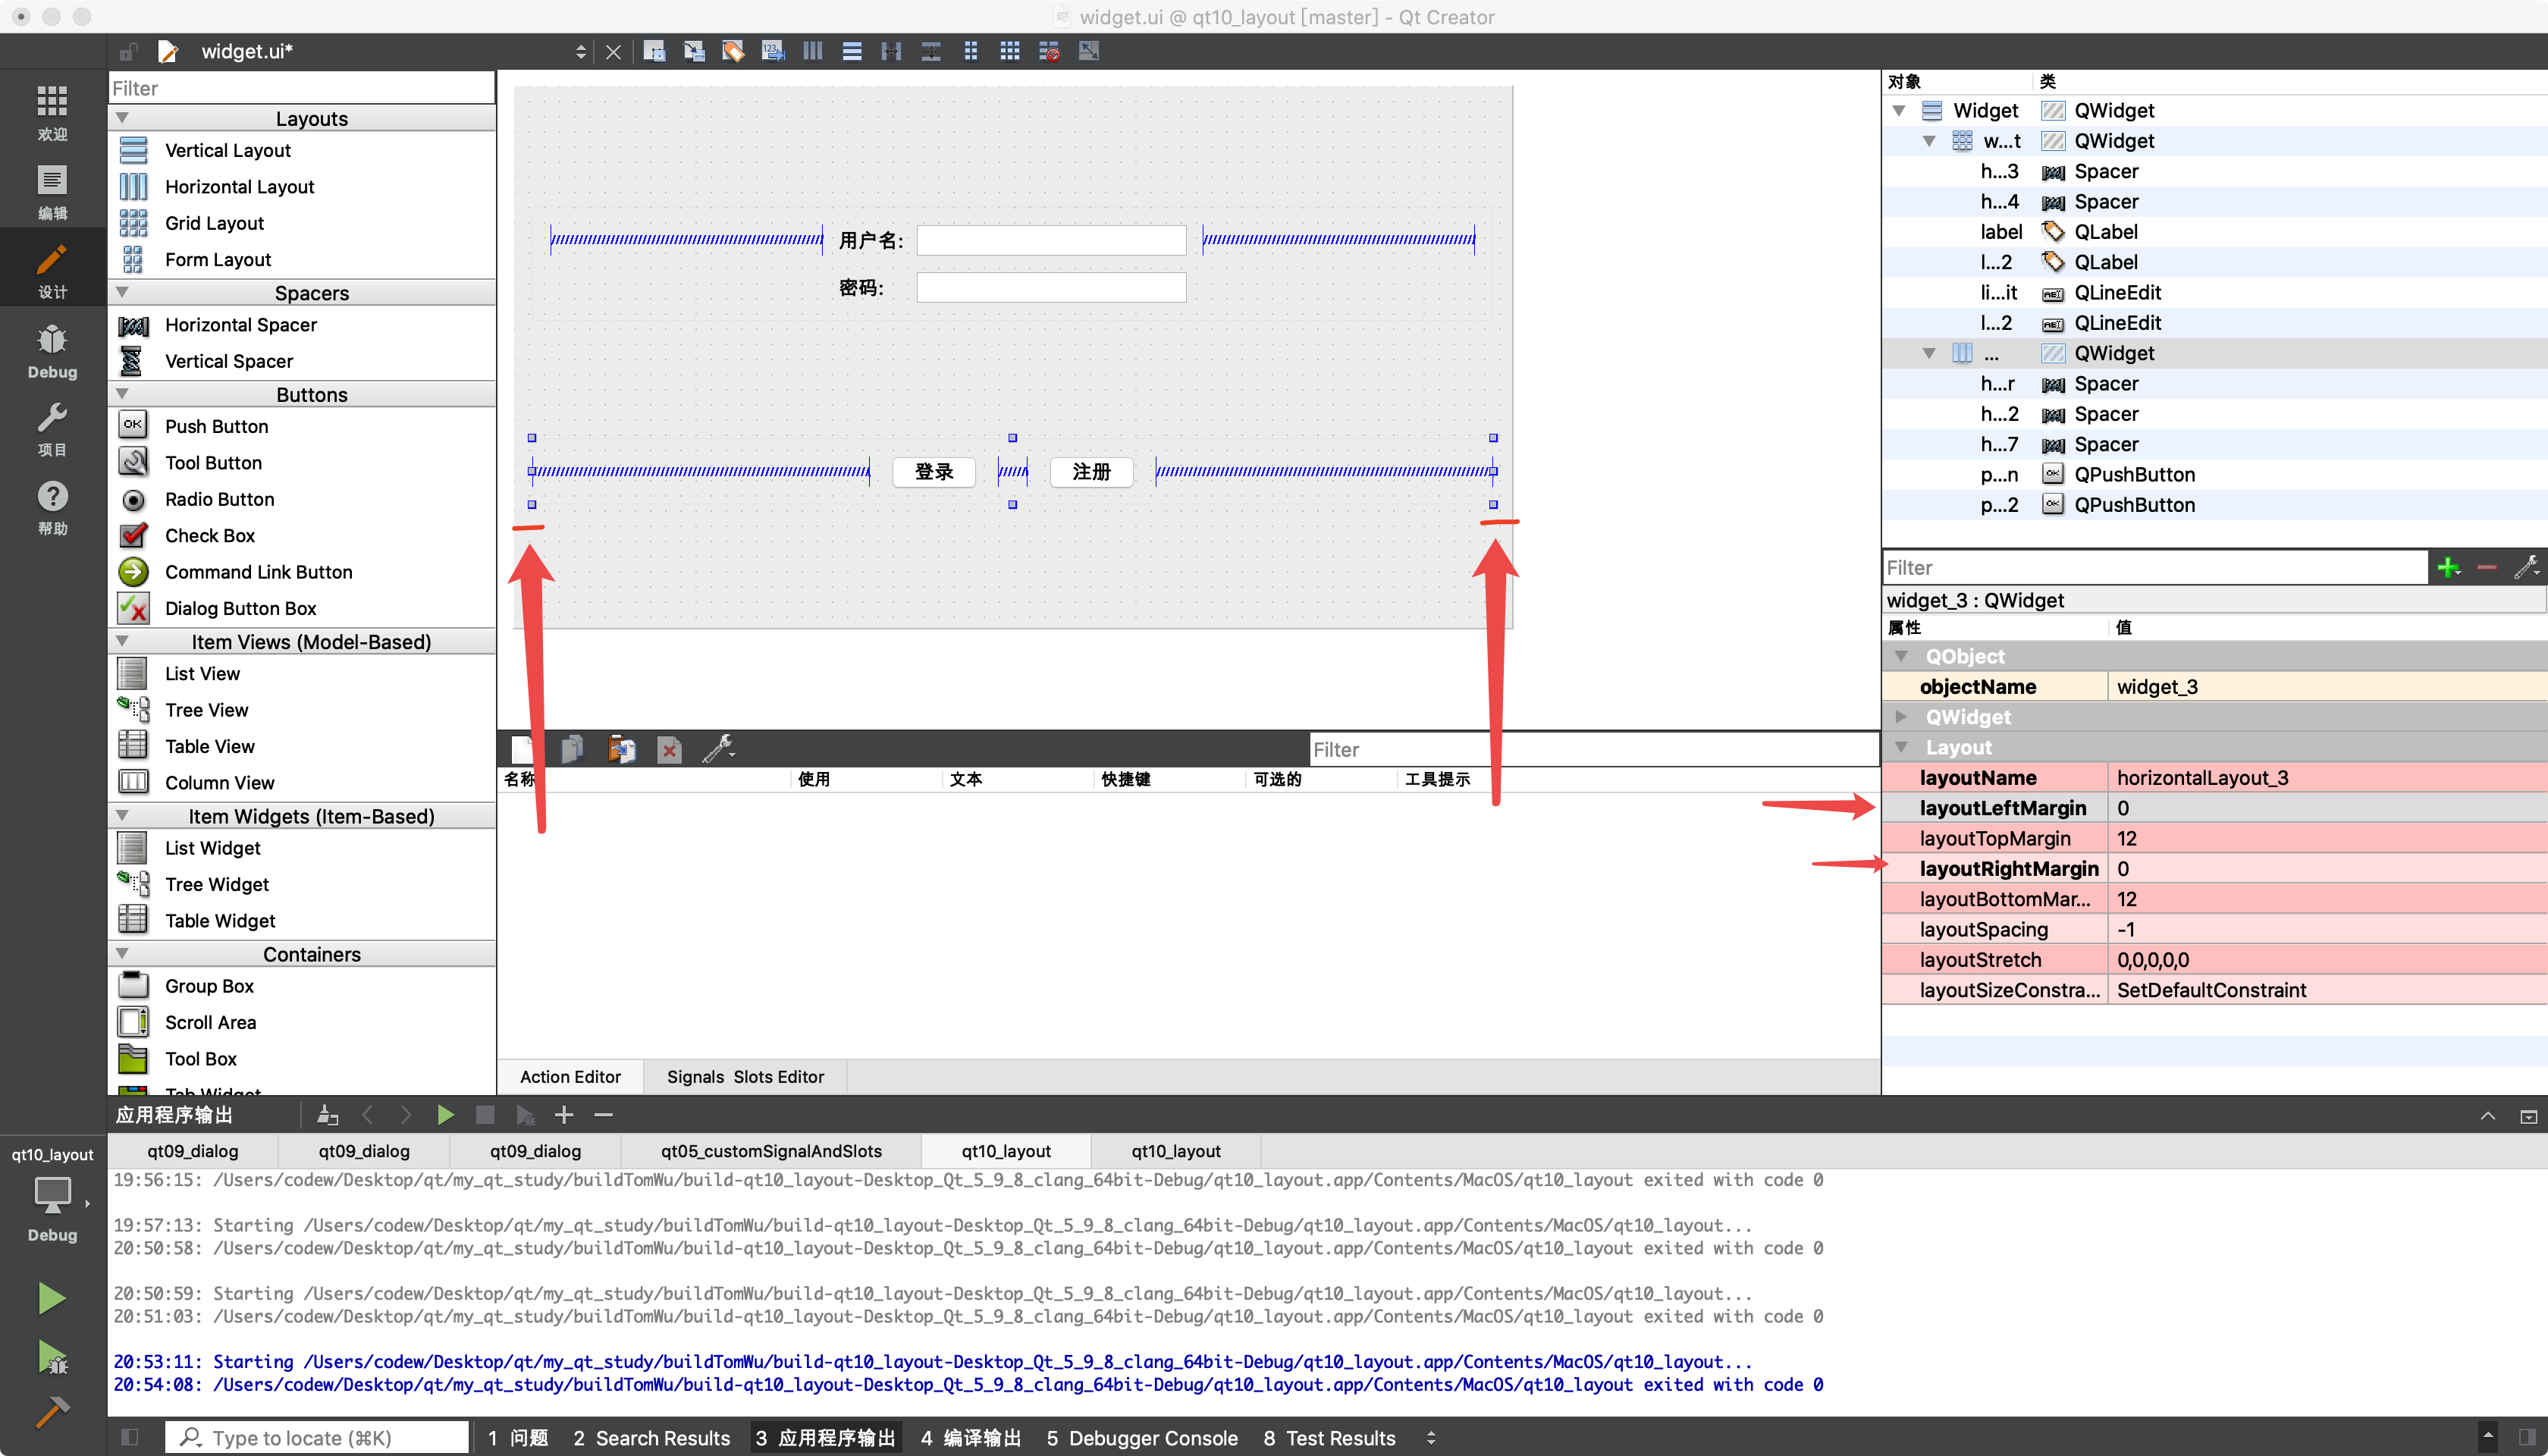 widget.ui @ qt10_layout [master] - Qt Creator
widget.ui*
欢迎
编辑
设计
Debug
项目
帮助
Filter
Layouts
Vertical Layout
Horizontal Layout
Grid Layout
Form Layout
Spacers
Horizontal Spacer
Vertical Spacer
Buttons
Push Button
Tool Button
Radio Button
Check Box
Command Link Button
Dialog Button Box
Item Views (Model-Based)
List View
Tree View
Table View
Column View
Item Widgets (Item-Based)
List Widget
Tree Widget
Table Widget
Containers
Group Box
Scroll Area
Tool Box
Tab Widget
用户名:
密码:
登录
注册
Filter
名称 使用 文本 快捷键 可选的 工具提示
Action Editor Signals Slots Editor
对象 类
Widget QWidget
w...t QWidget
h...3 Spacer
h...4 Spacer
label QLabel
l...2 QLabel
li...it QLineEdit
l...2 QLineEdit
... QWidget
h...r Spacer
h...2 Spacer
h...7 Spacer
p...n QPushButton
p...2 QPushButton
Filter
widget_3 : QWidget
属性 值
QObject
objectName widget_3
QWidget
Layout
layoutName horizontalLayout_3
layoutLeftMargin 0
layoutTopMargin 12
layoutRightMargin 0
layoutBottomMar... 12
layoutSpacing -1
layoutStretch 0,0,0,0,0
layoutSizeConstra... SetDefaultConstraint
应用程序输出
qt09_dialog qt09_dialog qt09_dialog qt05_customSignalAndSlots qt10_layout qt10_layout
19:56:15: /Users/codew/Desktop/qt/my_qt_study/buildTomWu/build-qt10_layout-Desktop_Qt_5_9_8_clang_64bit-Debug/qt10_layout.app/Contents/MacOS/qt10_layout exited with code 0
19:57:13: Starting /Users/codew/Desktop/qt/my_qt_study/buildTomWu/build-qt10_layout-Desktop_Qt_5_9_8_clang_64bit-Debug/qt10_layout.app/Contents/MacOS/qt10_layout...
20:50:58: /Users/codew/Desktop/qt/my_qt_study/buildTomWu/build-qt10_layout-Desktop_Qt_5_9_8_clang_64bit-Debug/qt10_layout.app/Contents/MacOS/qt10_layout exited with code 0
20:50:59: Starting /Users/codew/Desktop/qt/my_qt_study/buildTomWu/build-qt10_layout-Desktop_Qt_5_9_8_clang_64bit-Debug/qt10_layout.app/Contents/MacOS/qt10_layout...
20:51:03: /Users/codew/Desktop/qt/my_qt_study/buildTomWu/build-qt10_layout-Desktop_Qt_5_9_8_clang_64bit-Debug/qt10_layout.app/Contents/MacOS/qt10_layout exited with code 0
20:53:11: Starting /Users/codew/Desktop/qt/my_qt_study/buildTomWu/build-qt10_layout-Desktop_Qt_5_9_8_clang_64bit-Debug/qt10_layout.app/Contents/MacOS/qt10_layout...
20:54:08: /Users/codew/Desktop/qt/my_qt_study/buildTomWu/build-qt10_layout-Desktop_Qt_5_9_8_clang_64bit-Debug/qt10_layout.app/Contents/MacOS/qt10_layout exited with code 0
qt10_layout
Debug
Type to locate (⌘K) 1 问题 2 Search Results 3 应用程序输出 4 编译输出 5 Debugger Console 8 Test Results